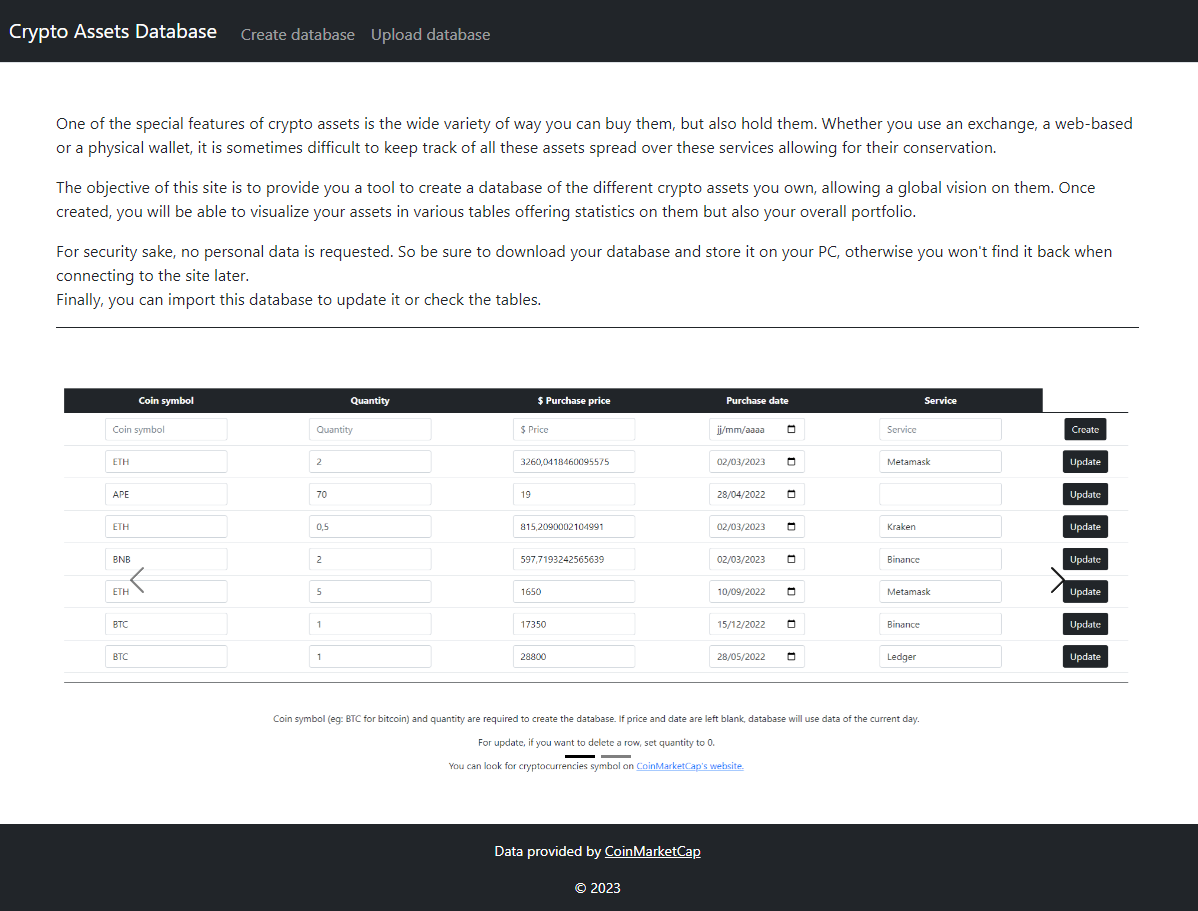 Crypto Assets Database Create database Upload database
One of the special features of crypto assets is the wide variety of way you can buy them, but also hold them. Whether you use an exchange, a web-based
or a physical wallet, it is sometimes difficult to keep track of all these assets spread over these services allowing for their conservation.
The objective of this site is to provide you a tool to create a database of the different crypto assets you own, allowing a global vision on them. Once
created, you will be able to visualize your assets in various tables offering statistics on them but also your overall portfolio.
For security sake, no personal data is requested. So be sure to download your database and store it on your PC, otherwise you won't find it back when
connecting to the site later.
Finally, you can import this database to update it or check the tables.
Coin symbol Quantity $ Purchase price Purchase date Service
Coin symbol Quantity $ Price jj/mm/aaaa Service Create
ETH 2 3260,0418460095575 02/03/2023 Metamask Update
APE 70 19 28/04/2022 Update
ETH 0,5 815,2090002104991 02/03/2023 Kraken Update
BNB 2 597,7193242565639 02/03/2023 Binance Update
ETH 5 1650 10/09/2022 Metamask Update
BTC 1 17350 15/12/2022 Binance Update
BTC 1 28800 28/05/2022 Ledger Update
Coin symbol (eg: BTC for bitcoin) and quantity are required to create the database. If price and date are left blank, database will use data of the current day.
For update, if you want to delete a row, set quantity to 0.
You can look for cryptocurrencies symbol on CoinMarketCap's website.
Data provided by CoinMarketCap
© 2023